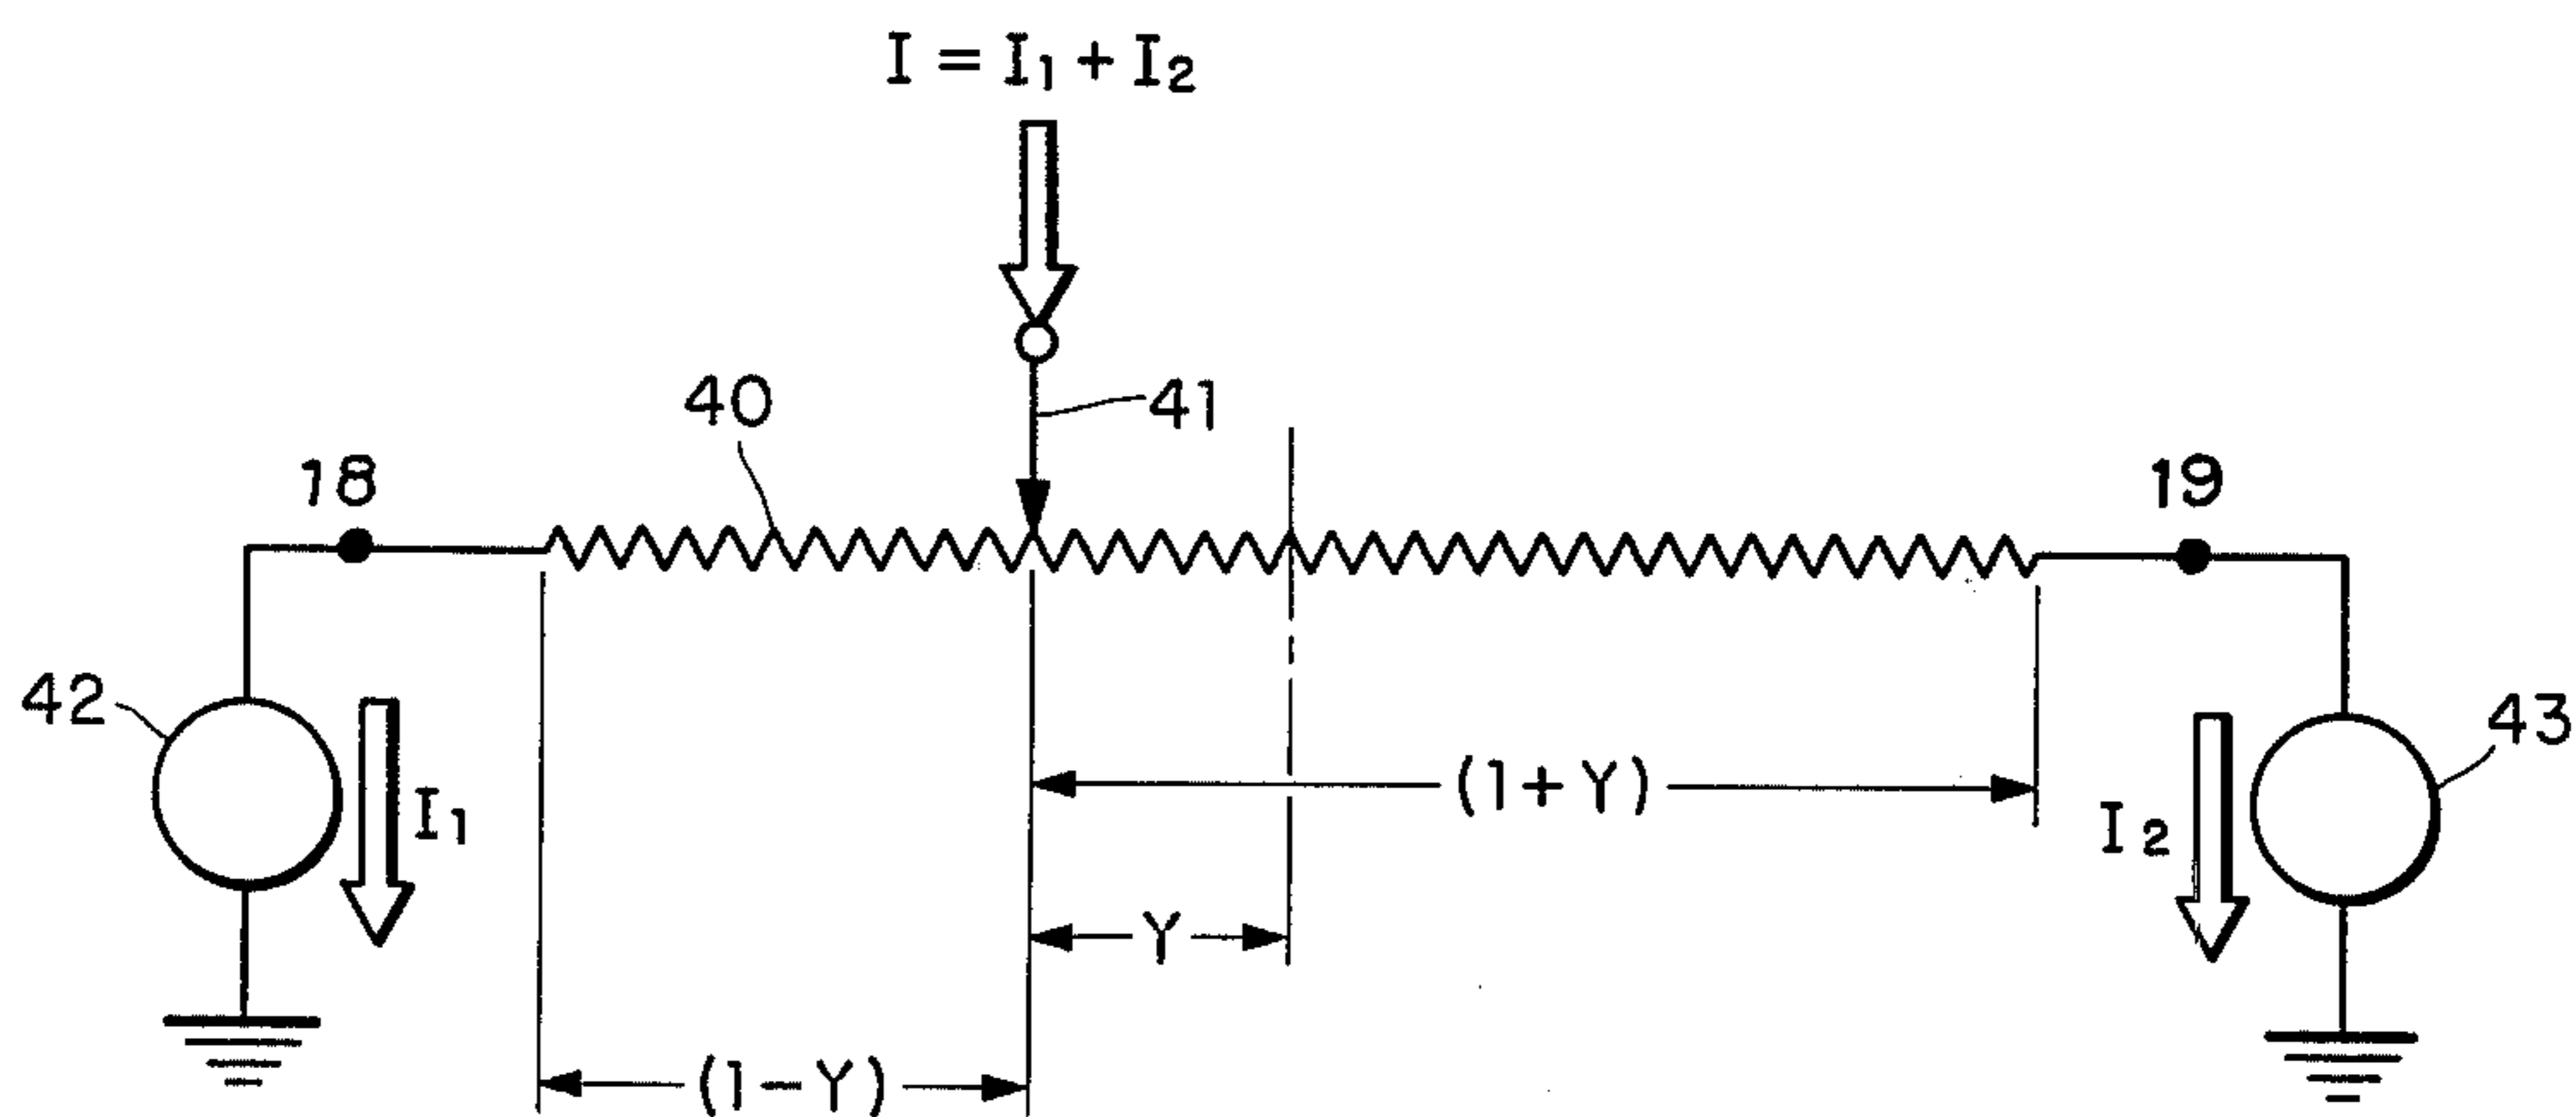 I = I₁ + I₂
40
41
18
19
42
43
I₁
(1+Y)
I₂
Y
(1-Y)